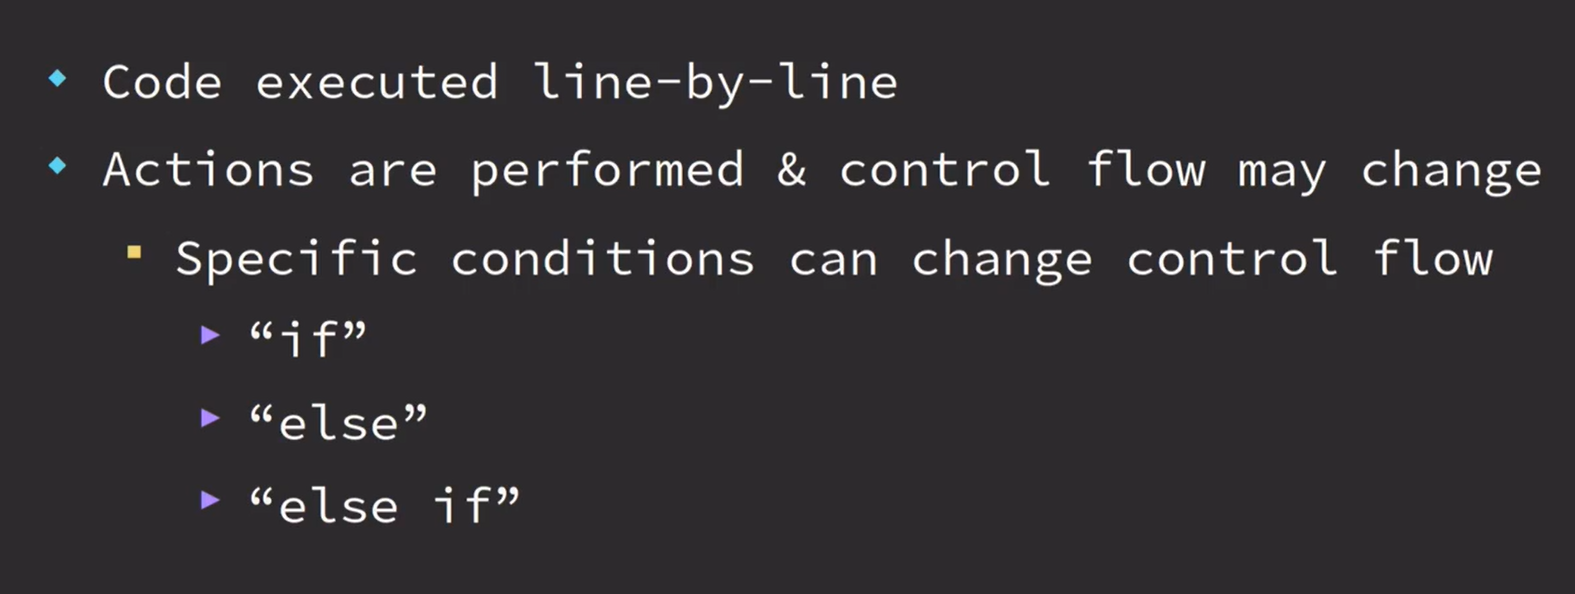 Code executed line-by-line
Actions are performed & control flow may change
Specific conditions can change control flow
“if”
“else”
“else if”